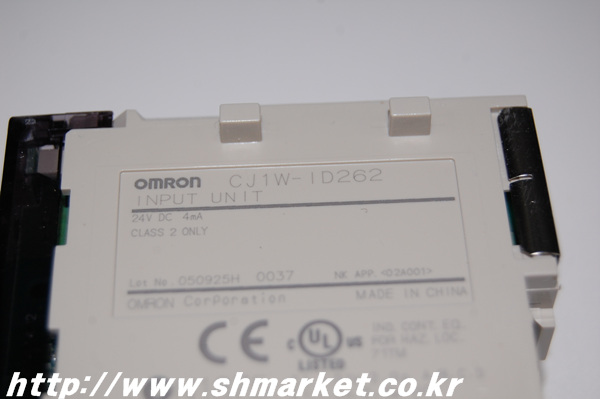 OMRON CJ1W-ID262
INPUT UNIT
24V DC 4mA
CLASS 2 ONLY
Lot No. 050925H 0037 NK APP. <02A001>
OMRON Corporation MADE IN CHINA
CE C UL US LISTED
IND. CONT. EQ.
FOR HAZ. LOC.
http://www.shmarket.co.kr